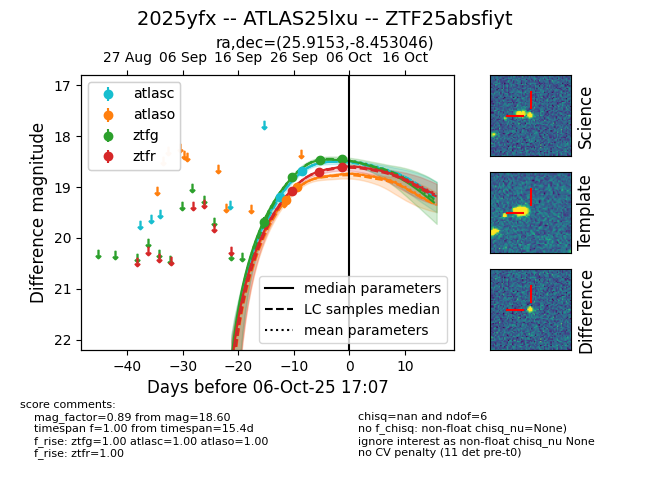 2025yfx -- ATLAS25lxu -- ZTF25absfiyt
ra,dec=(25.9153,-8.453046)
27 Aug 06 Sep 16 Sep 26 Sep 06 Oct 16 Oct
17
18
19
20
21
22
Difference magnitude
atlasc
atlaso
ztfg
ztfr
median parameters
LC samples median
mean parameters
−40 −30 −20 −10 0 10
Days before 06-Oct-25 17:07
Science
Template
Difference
score comments:
mag_factor=0.89 from mag=18.60
timespan f=1.00 from timespan=15.4d
f_rise: ztfg=1.00 atlasc=1.00 atlaso=1.00
f_rise: ztfr=1.00
chisq=nan and ndof=6
no f_chisq: non-float chisq_nu=None)
ignore interest as non-float chisq_nu None
no CV penalty (11 det pre-t0)